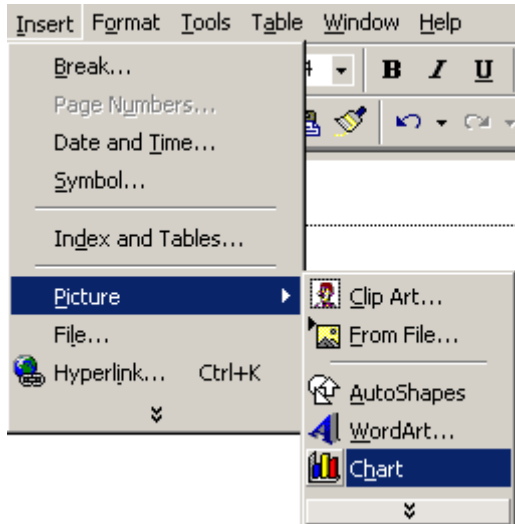 Insert Format Tools Table Window Help
Break...
B I U
Page Numbers...
Date and Time...
Symbol...
Index and Tables...
Picture
Clip Art...
File...
From File...
Hyperlink... Ctrl+K
AutoShapes
WordArt...
Chart